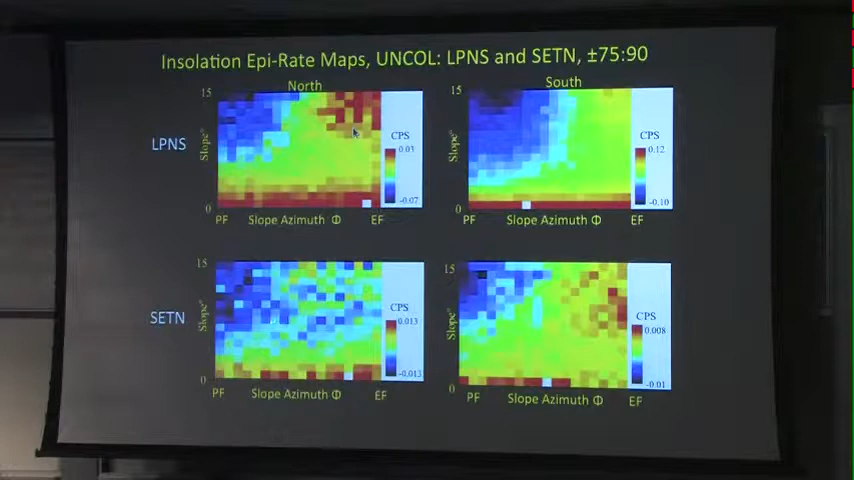 Insolation Epi-Rate Maps, UNCOL: LPNS and SETN, ±75:90
North
South
LPNS
15
Slope°
0
PF
Slope Azimuth Φ
EF
CPS
0.03
-0.07
15
Slope°
0
PF
Slope Azimuth Φ
EF
CPS
0.12
-0.10
SETN
15
Slope°
0
PF
Slope Azimuth Φ
EF
CPS
0.013
-0.013
15
Slope°
0
PF
Slope Azimuth Φ
EF
CPS
0.008
-0.01